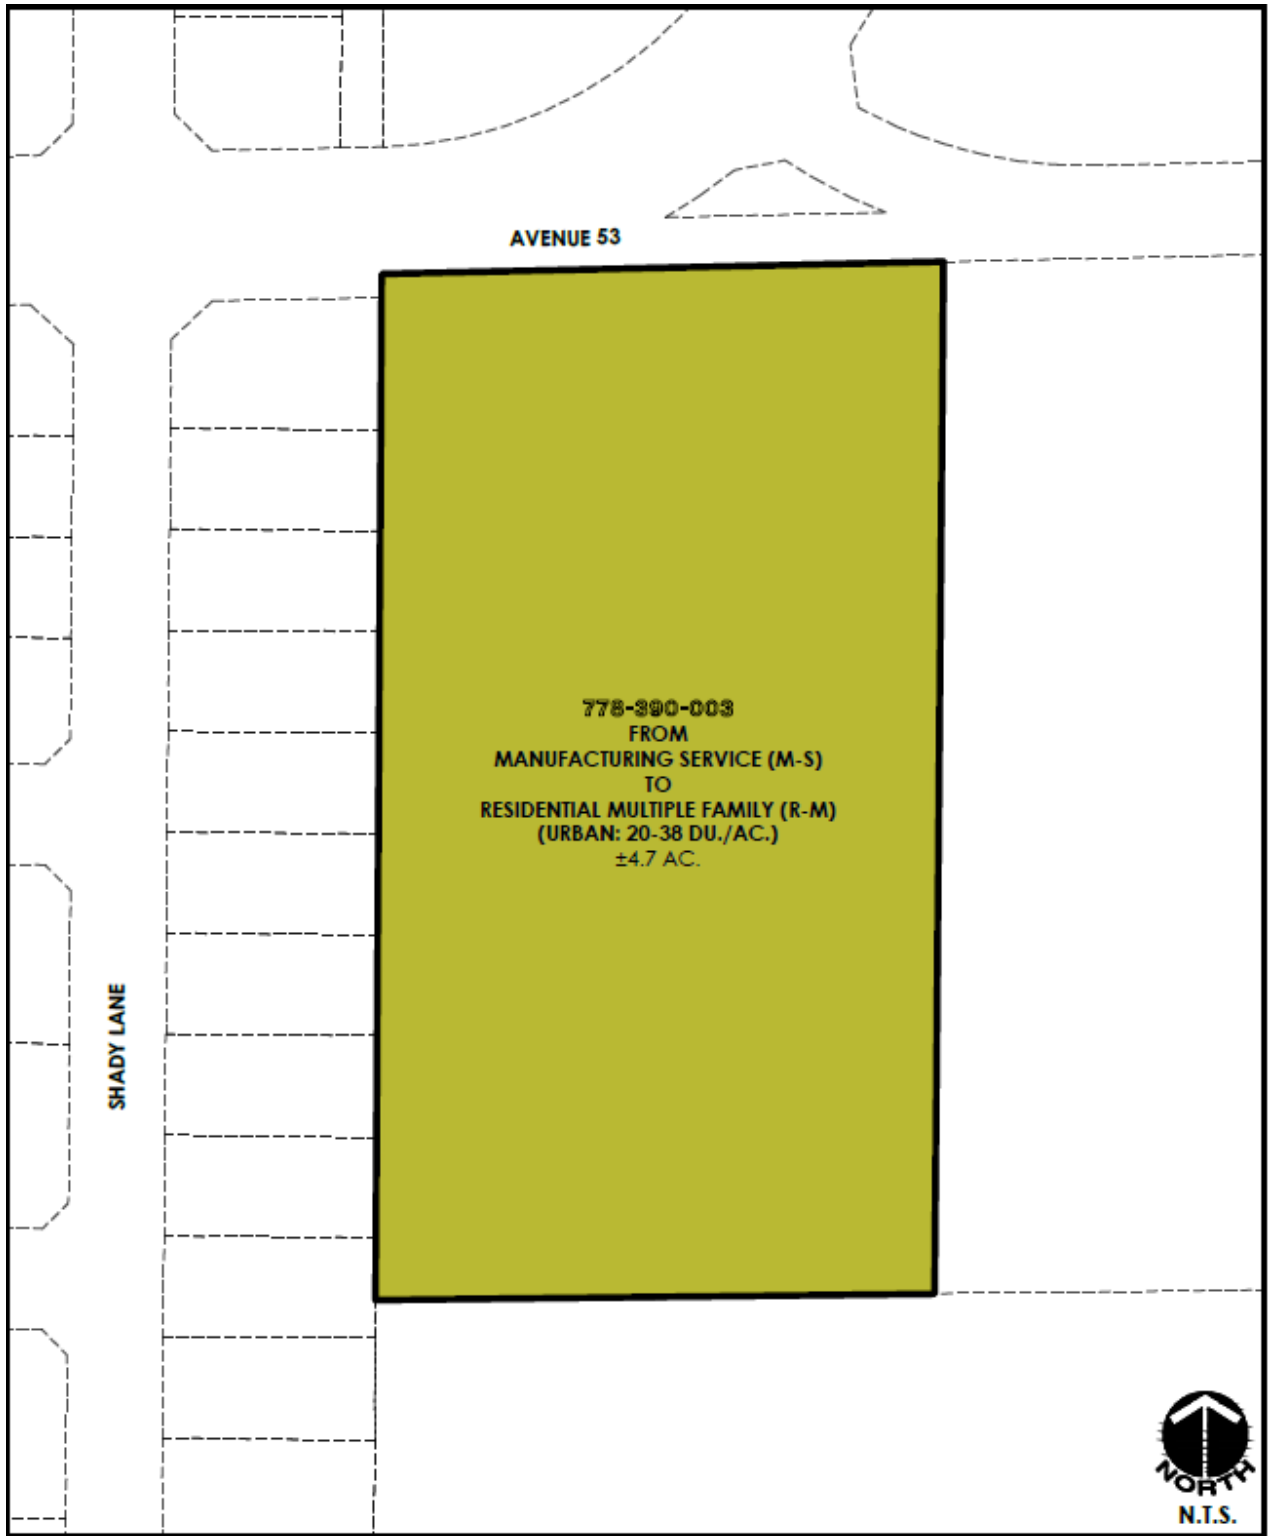 AVENUE 53
778-390-003
FROM
MANUFACTURING SERVICE (M-S)
TO
RESIDENTIAL MULTIPLE FAMILY (R-M)
(URBAN: 20-38 DU./AC.)
±4.7 AC.
SHADY LANE
NORTH
N.T.S.